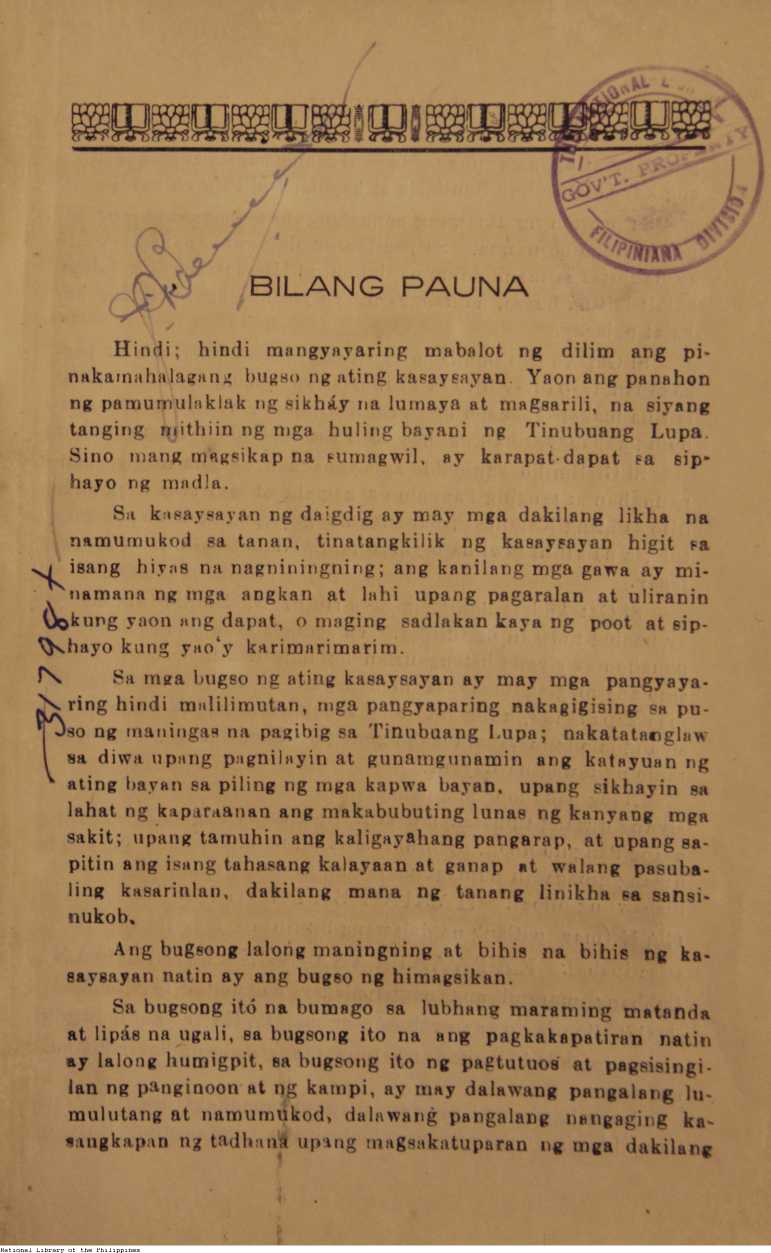 GOV'T. PROPERTY
FILIPINIANA DIVISION
BILANG PAUNA
Hindi; hindi mangyayaring mabalot ng dilim ang pi-
nakamahalagang bugso ng ating kasaysayan. Yaon ang panahon
ng pamumulaklak ng sikháy na lumaya at magsarili, na siyang
tanging mithiin ng mga huling bayani ng Tinubuang Lupa.
Sino mang magsikap na sumagwil, ay karapat-dapat sa sip-
hayo ng madla.
Sa kasaysayan ng daigdig ay may mga dakilang likha na
namumukod sa tanan, tinatangkilik ng kasaysayan higit sa
isang hiyas na nagniningning; ang kanilang mga gawa ay mi-
namana ng mga angkan at lahi upang pagaralan at uliranin
kung yaon ang dapat, o maging sadlakan kaya ng poot at sip-
hayo kung yao'y karimarimarim.
Sa mga bugso ng ating kasaysayan ay may mga pangyaya-
ring hindi malilimutan, mga pangyaparing nakagigising sa pu-
so ng maningas na pagibig sa Tinubuang Lupa; nakatatanglaw
sa diwa upang pagnilayin at gunamgunamin ang katayuan ng
ating bayan sa piling ng mga kapwa bayan, upang sikhayin sa
lahat ng kaparaanan ang makabubuting lunas ng kanyang mga
sakit; upang tamuhin ang kaligayahang pangarap, at upang sa-
pitin ang isang tahasang kalayaan at ganap at walang pasuba-
ling kasarinlan, dakilang mana ng tanang linikha sa sansi-
nukob.
Ang bugsong lalong maningning at bihis na bihis ng ka-
saysayan natin ay ang bugso ng himagsikan.
Sa bugsong itó na bumago sa lubhang maraming matanda
at lipás na ugali, sa bugsong ito na ang pagkakapatiran natin
ay lalong humigpit, sa bugsong ito ng pagtutuos at pagsisingi-
lan ng panginoon at ng kampi, ay may dalawang pangalang lu-
mulutang at namumukod, dalawang pangalang nangaging ka-
sangkapan ng tadhana upang magsakatuparan ng mga dakilang
National Library of the Philippines